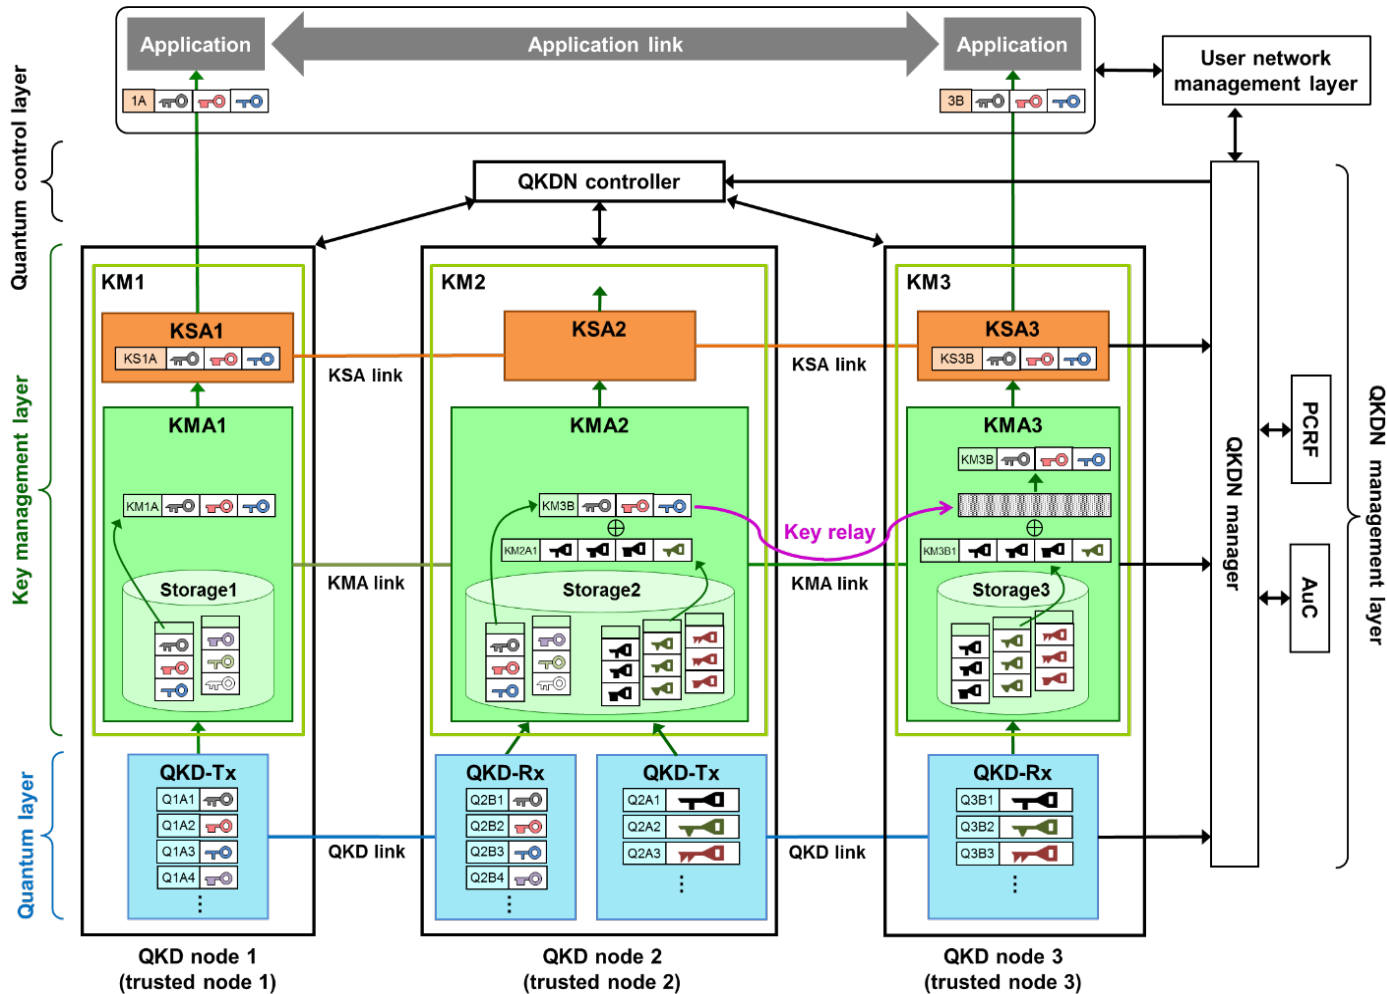 Application
Application link
Application
User network
management layer
1A
3B
Quantum control layer
QKDN controller
KM1
KM2
KM3
KSA1
KS1A
KSA link
KSA2
KSA link
KSA3
KS3B
Key management layer
KMA1
KM1A
KMA2
KM3B
KM2A1
Key relay
KMA3
KM3B
KM3B1
KMA link
KMA link
Storage1
Storage2
Storage3
QKDN manager
PCRF
AuC
QKDN management layer
Quantum layer
QKD-Tx
Q1A1
Q1A2
Q1A3
Q1A4
⋮
QKD link
QKD-Rx
Q2B1
Q2B2
Q2B3
Q2B4
⋮
QKD-Tx
Q2A1
Q2A2
Q2A3
⋮
QKD link
QKD-Rx
Q3B1
Q3B2
Q3B3
⋮
QKD node 1
(trusted node 1)
QKD node 2
(trusted node 2)
QKD node 3
(trusted node 3)